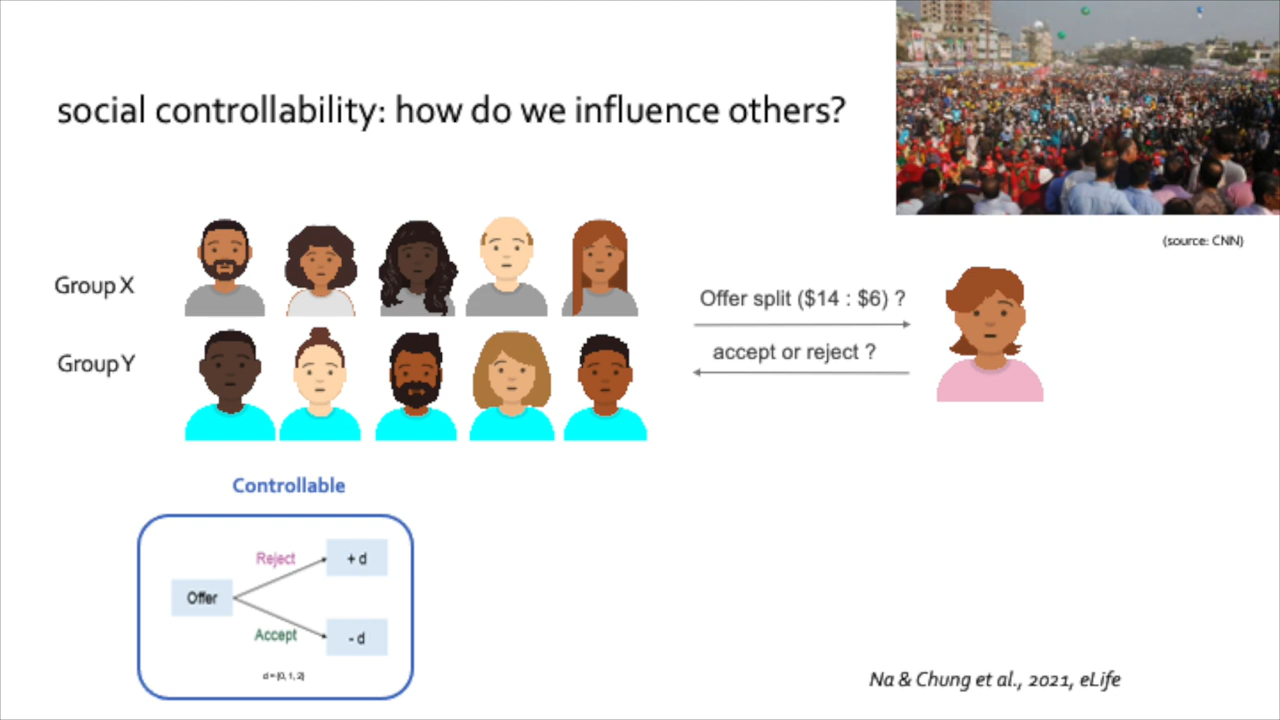 social controllability: how do we influence others?
(source: CNN)
Group X
Offer split ($14 : $6) ?
accept or reject ?
Group Y
Controllable
Reject
+ d
Offer
Accept
- d
d = {0, 1, 2}
Na & Chung et al., 2021, eLife